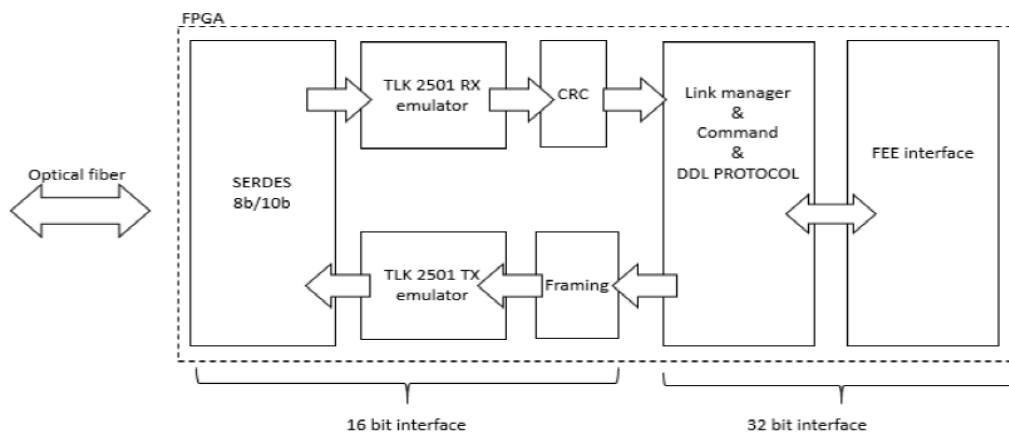 FPGA
TLK 2501 RX
emulator
CRC
Link manager
&
Command
&
DDL PROTOCOL
FEE interface
Optical fiber
SERDES
8b/10b
TLK 2501 TX
emulator
Framing
16 bit interface
32 bit interface